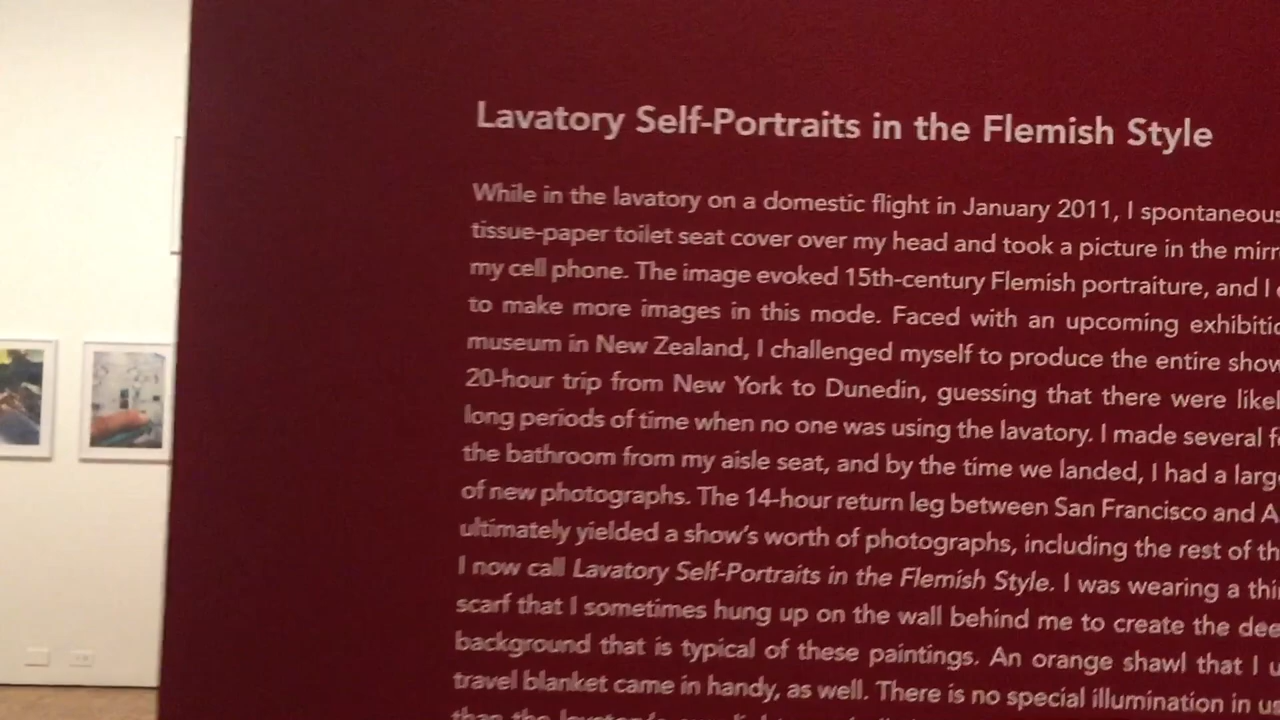 Lavatory Self-Portraits in the Flemish Style
While in the lavatory on a domestic flight in January 2011, I
tissue-paper toilet seat cover over my head and took a picture in the
my cell phone. The image evoked 15th-century Flemish portraiture, and I
to make more images in this mode. Faced with an upcoming
museum in New Zealand, I challenged myself to produce the entire show
20-hour trip from New York to Dunedin, guessing that there were
long periods of time when no one was using the lavatory. I made several
the bathroom from my aisle seat, and by the time we landed, I had a
of new photographs. The 14-hour return leg between San Francisco and
ultimately yielded a show's worth of photographs, including the rest of
I now call Lavatory Self-Portraits in the Flemish Style. I was wearing a
scarf that I sometimes hung up on the wall behind me to create the
background that is typical of these paintings. An orange shawl that I
travel blanket came in handy, as well. There is no special illumination in